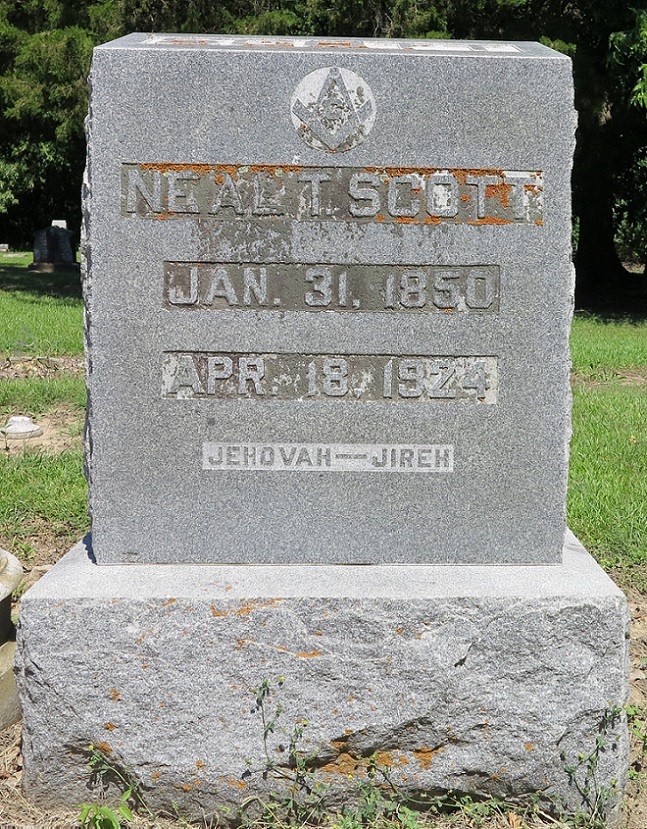 NEAL T. SCOTT
JAN. 31, 1850
APR. 18, 1924
JEHOVAH—JIREH